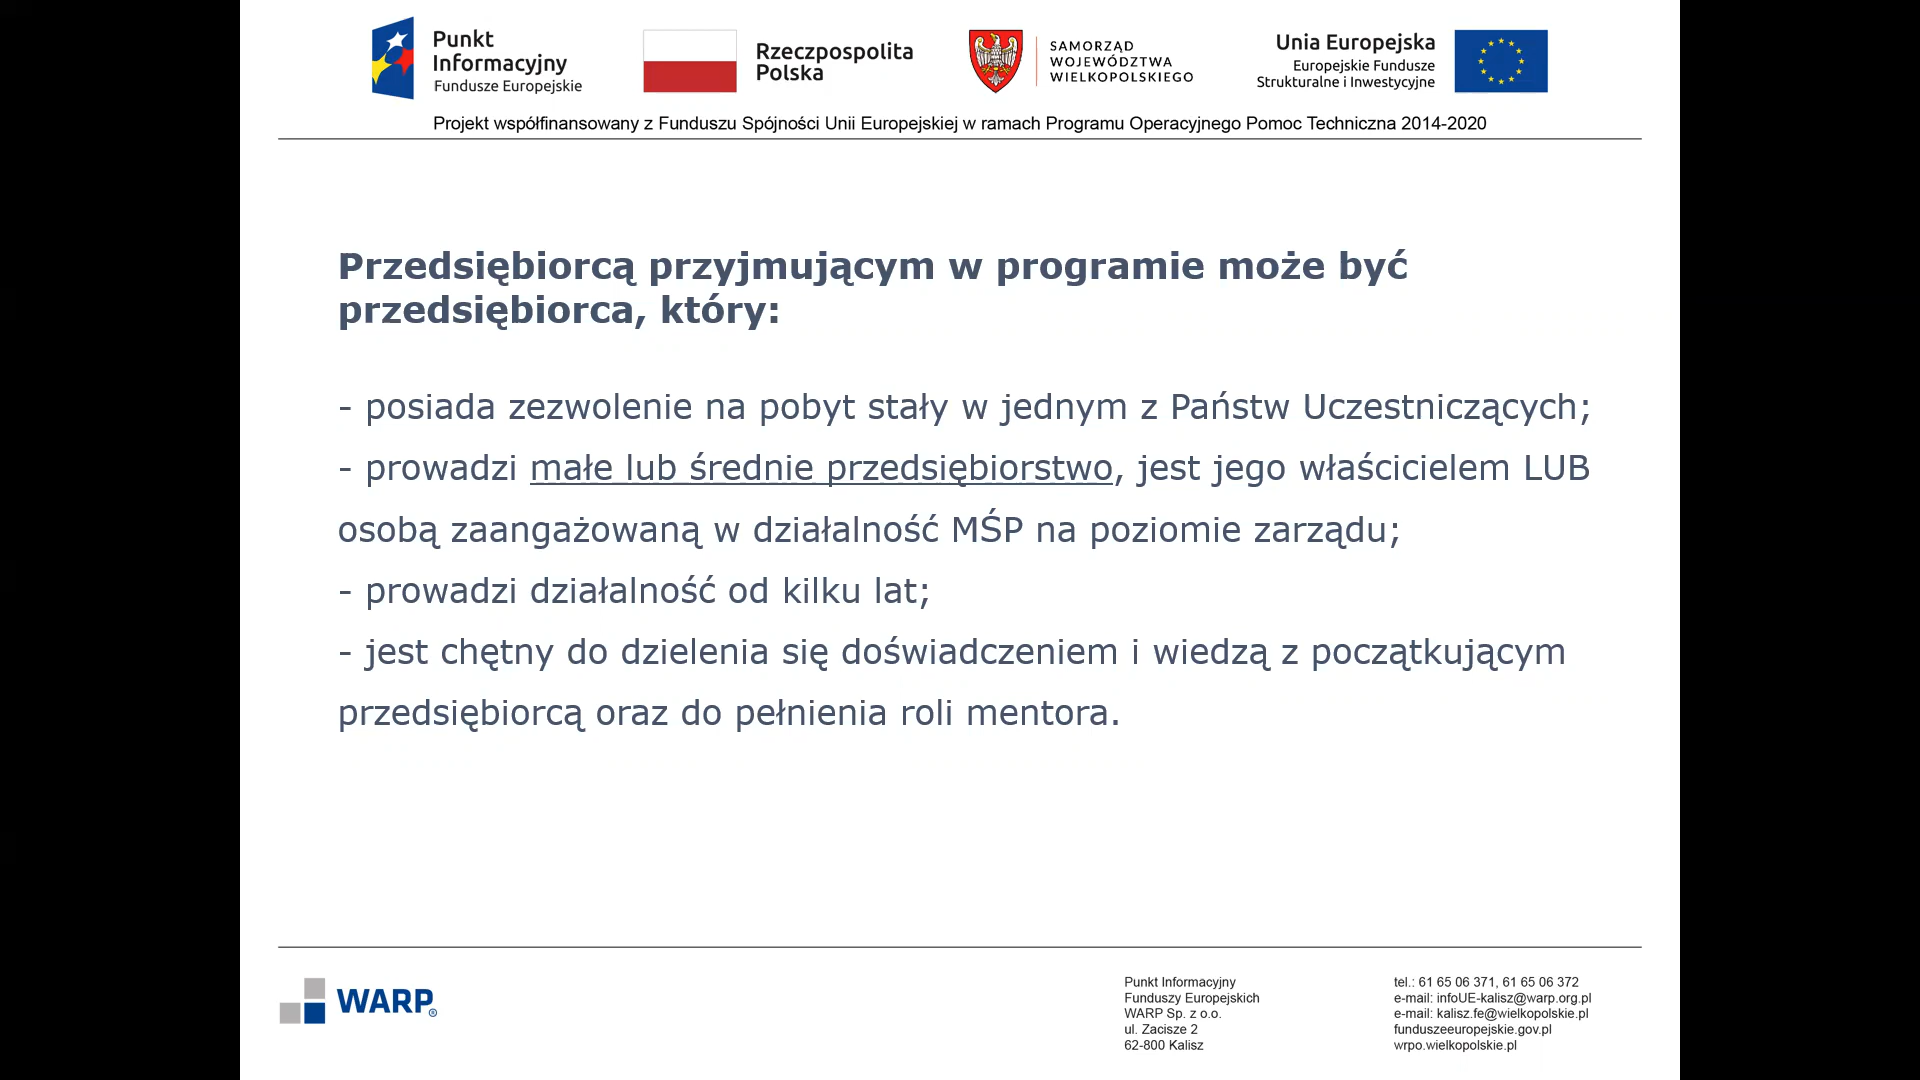 Punkt
Informacyjny
Fundusze Europejskie
Rzeczpospolita
Polska
SAMORZĄD
WOJEWÓDZTWA
WIELKOPOLSKIEGO
Unia Europejska
Europejskie Fundusze
Strukturalne i Inwestycyjne
Projekt współfinansowany z Funduszu Spójności Unii Europejskiej w ramach Programu Operacyjnego Pomoc Techniczna 2014-2020
Przedsiębiorcą przyjmującym w programie może być
przedsiębiorca, który:
- posiada zezwolenie na pobyt stały w jednym z Państw Uczestniczących;
- prowadzi małe lub średnie przedsiębiorstwo, jest jego właścicielem LUB
osobą zaangażowaną w działalność MŚP na poziomie zarządu;
- prowadzi działalność od kilku lat;
- jest chętny do dzielenia się doświadczeniem i wiedzą z początkującym
przedsiębiorcą oraz do pełnienia roli mentora.
WARP®
Punkt Informacyjny
Funduszy Europejskich
WARP Sp. z o.o.
ul. Zacisze 2
62-800 Kalisz
tel.: 61 65 06 371, 61 65 06 372
e-mail: infoUE-kalisz@warp.org.pl
e-mail: kalisz.fe@wielkopolskie.pl
funduszeeuropejskie.gov.pl
wrpo.wielkopolskie.pl